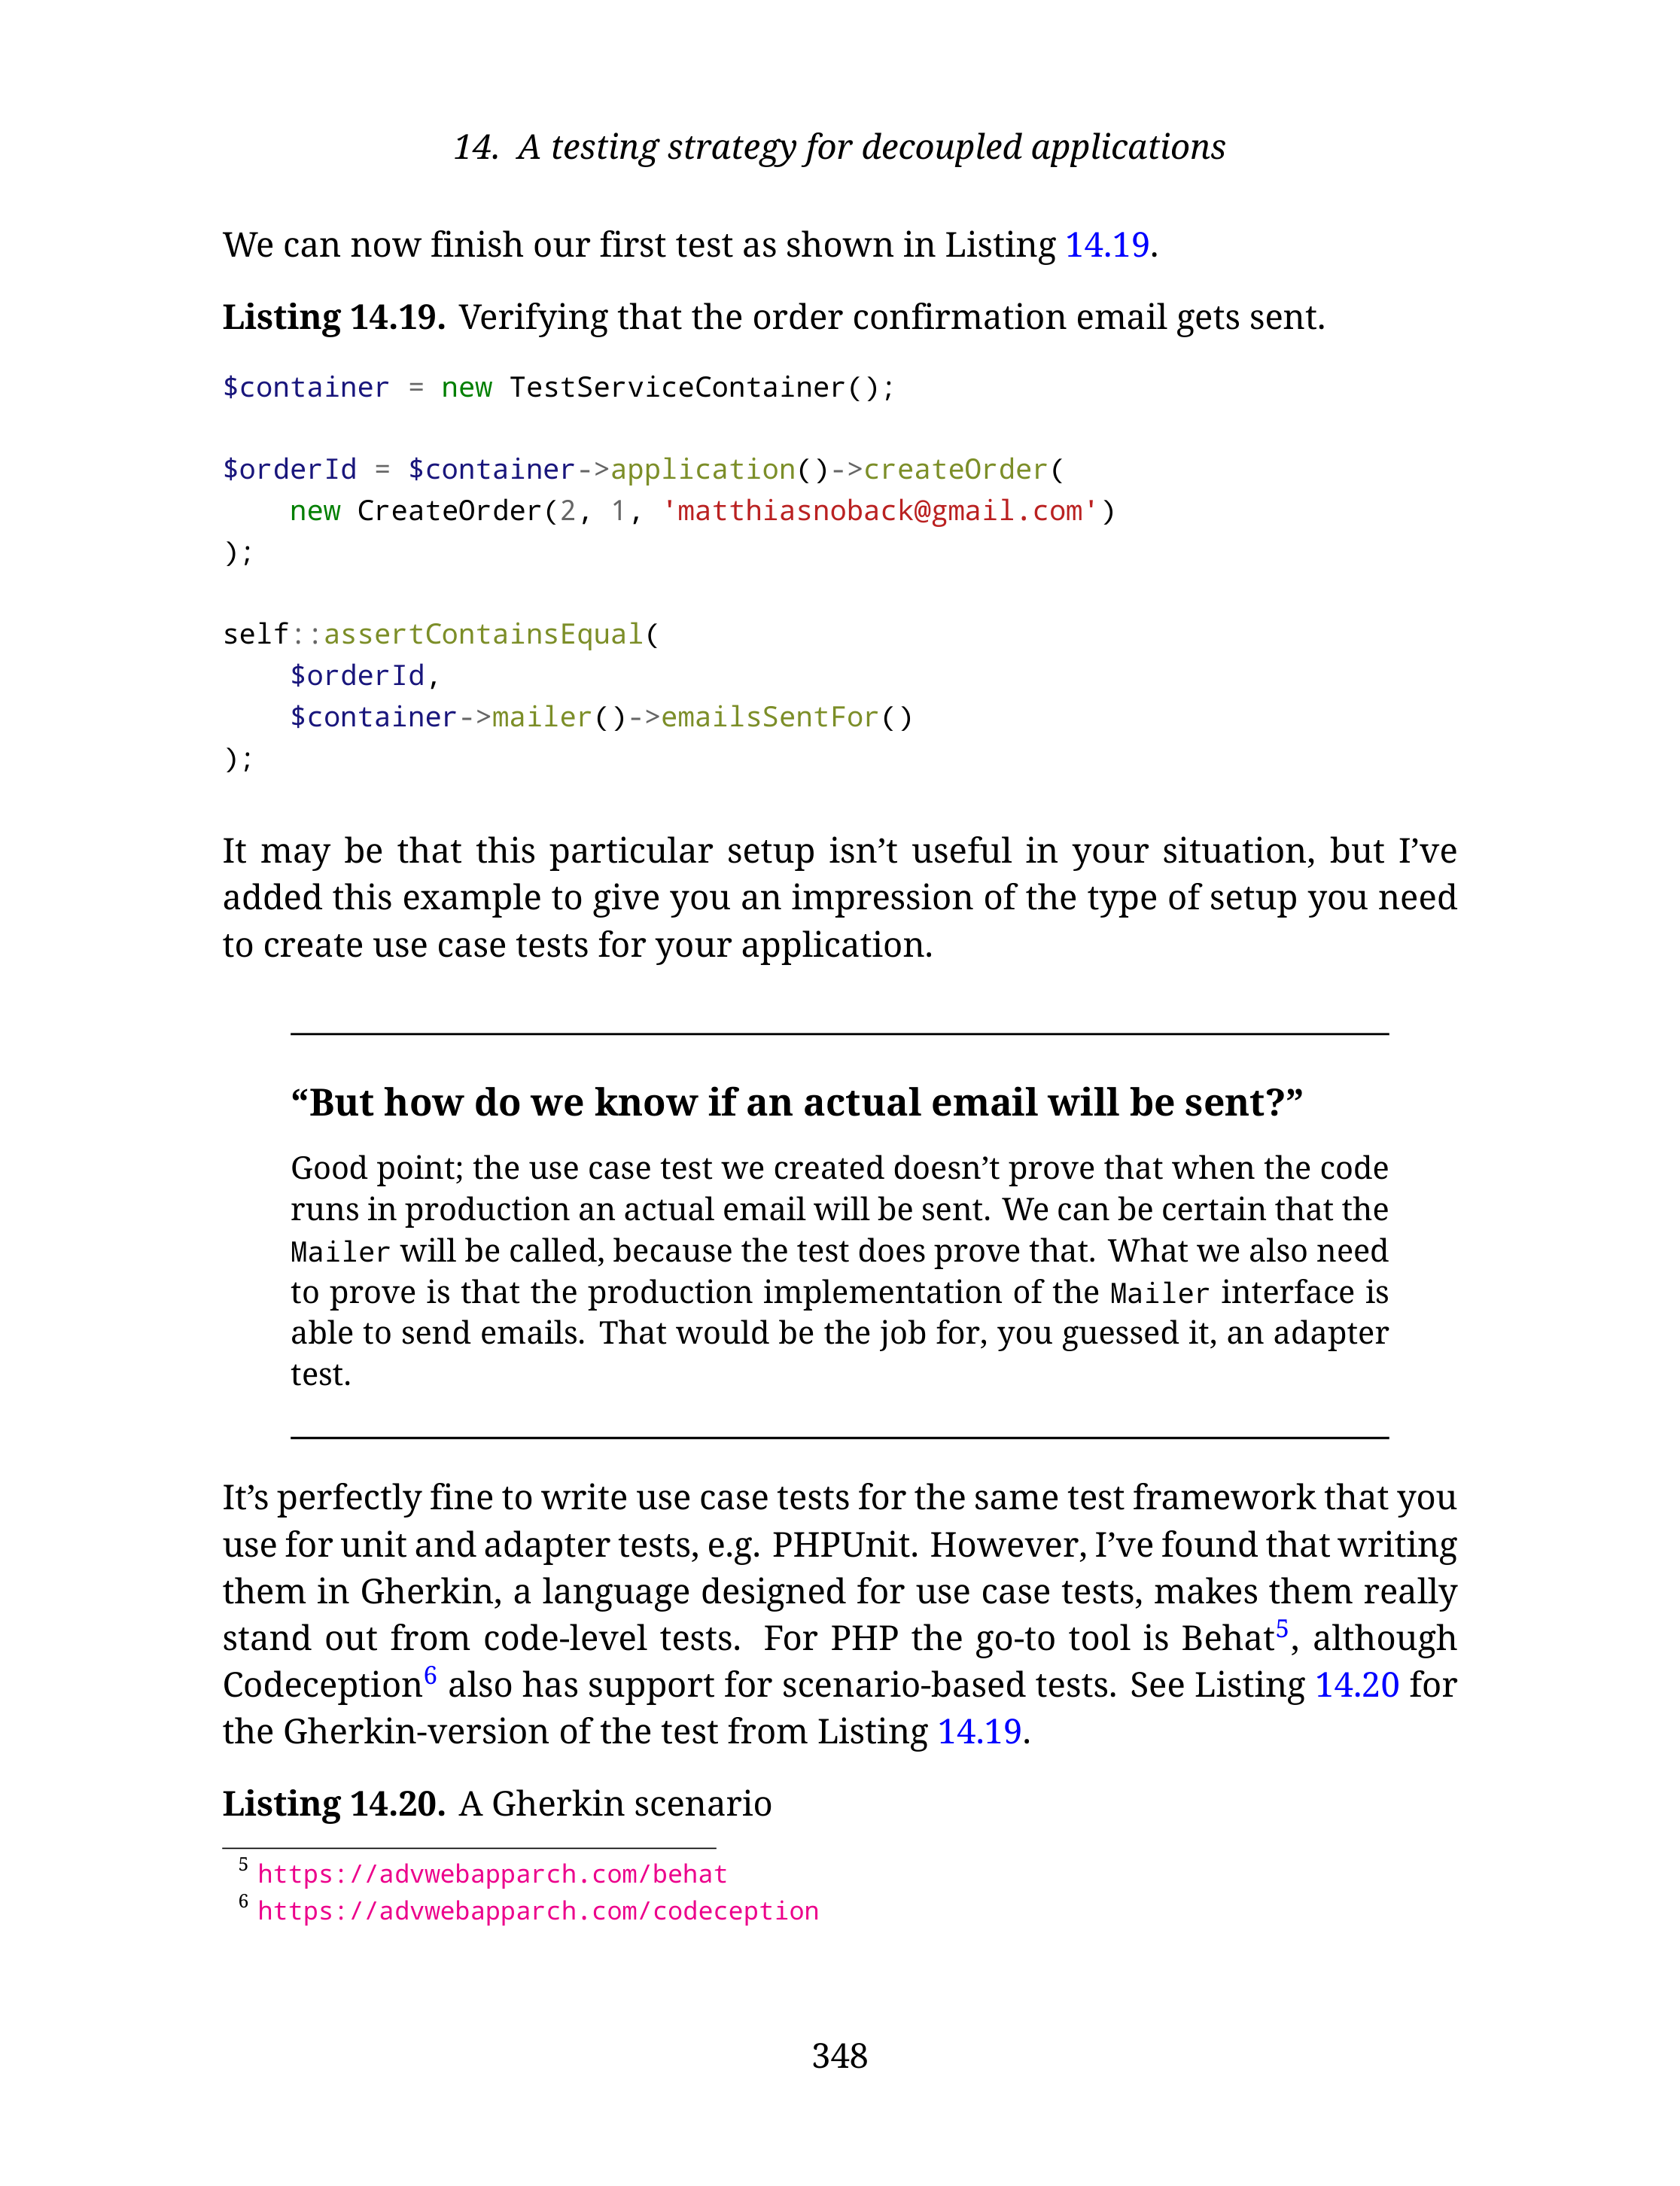 14. A testing strategy for decoupled applications
We can now finish our first test as shown in Listing 14.19.
Listing 14.19. Verifying that the order confirmation email gets sent.
$container = new TestServiceContainer();
$orderId = $container->application()->createOrder(
    new CreateOrder(2, 1, 'matthiasnoback@gmail.com')
);
self::assertContainsEqual(
    $orderId,
    $container->mailer()->emailsSentFor()
);
It may be that this particular setup isn’t useful in your situation, but I’ve
added this example to give you an impression of the type of setup you need
to create use case tests for your application.
“But how do we know if an actual email will be sent?”
Good point; the use case test we created doesn’t prove that when the code
runs in production an actual email will be sent. We can be certain that the
Mailer will be called, because the test does prove that. What we also need
to prove is that the production implementation of the Mailer interface is
able to send emails. That would be the job for, you guessed it, an adapter
test.
It’s perfectly fine to write use case tests for the same test framework that you
use for unit and adapter tests, e.g. PHPUnit. However, I’ve found that writing
them in Gherkin, a language designed for use case tests, makes them really
stand out from code-level tests. For PHP the go-to tool is Behat5, although
Codeception6 also has support for scenario-based tests. See Listing 14.20 for
the Gherkin-version of the test from Listing 14.19.
Listing 14.20. A Gherkin scenario
5 https://advwebapparch.com/behat
6 https://advwebapparch.com/codeception
348